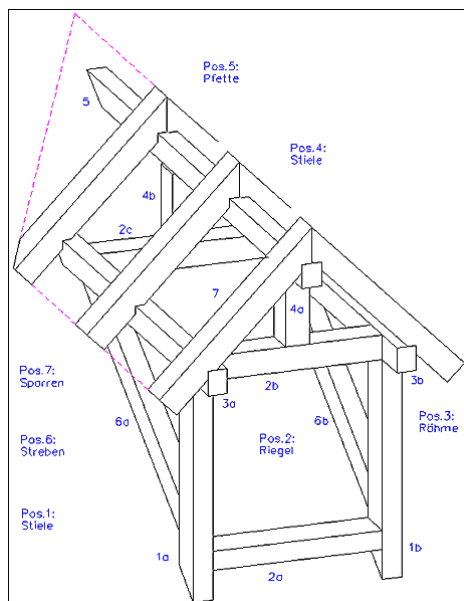 Pos.5:
Pfette
5
Pos.4:
Stiele
4b
2c
7
4a
Pos.7:
Sparren
2b
3b
3a
6a
6b
Pos.3:
Rähme
Pos.2:
Riegel
Pos.6:
Streben
Pos.1:
Stiele
1a
1b
2a